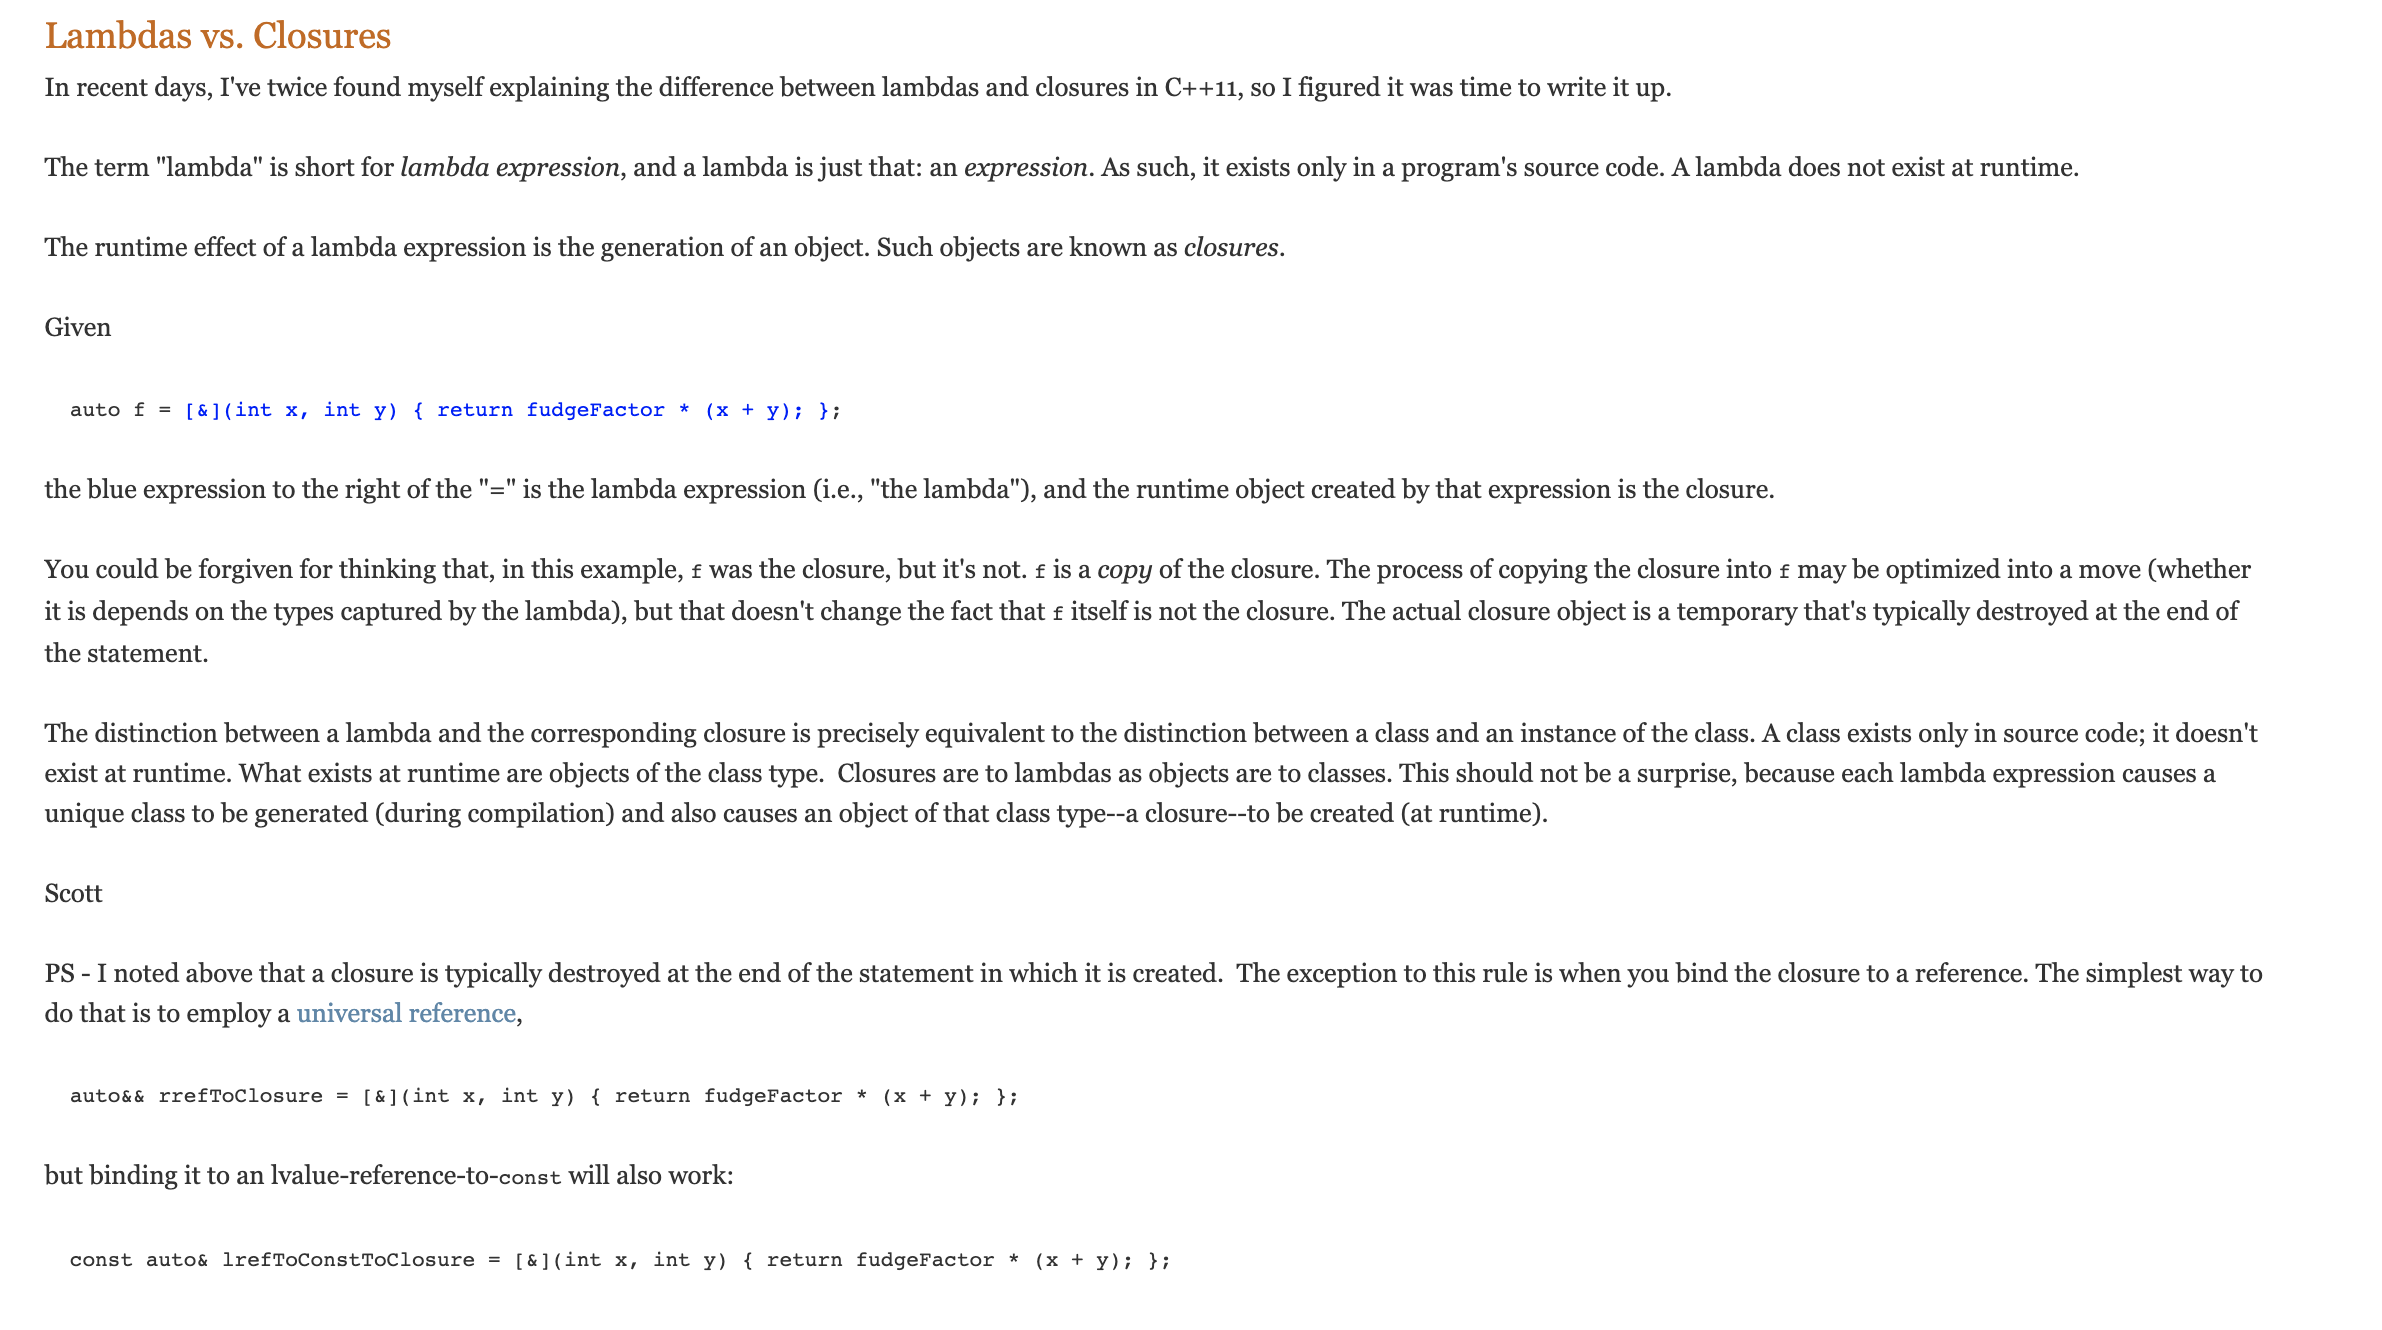 Lambdas vs. Closures
In recent days, I've twice found myself explaining the difference between lambdas and closures in C++11, so I figured it was time to write it up.
The term "lambda" is short for lambda expression, and a lambda is just that: an expression. As such, it exists only in a program's source code. A lambda does not exist at runtime.
The runtime effect of a lambda expression is the generation of an object. Such objects are known as closures.
Given
auto f = [&](int x, int y) { return fudgeFactor * (x + y); };
the blue expression to the right of the "=" is the lambda expression (i.e., "the lambda"), and the runtime object created by that expression is the closure.
You could be forgiven for thinking that, in this example, f was the closure, but it's not. f is a copy of the closure. The process of copying the closure into f may be optimized into a move (whether
it is depends on the types captured by the lambda), but that doesn't change the fact that f itself is not the closure. The actual closure object is a temporary that's typically destroyed at the end of
the statement.
The distinction between a lambda and the corresponding closure is precisely equivalent to the distinction between a class and an instance of the class. A class exists only in source code; it doesn't
exist at runtime. What exists at runtime are objects of the class type.  Closures are to lambdas as objects are to classes. This should not be a surprise, because each lambda expression causes a
unique class to be generated (during compilation) and also causes an object of that class type--a closure--to be created (at runtime).
Scott
PS - I noted above that a closure is typically destroyed at the end of the statement in which it is created.  The exception to this rule is when you bind the closure to a reference. The simplest way to
do that is to employ a universal reference,
auto&& rrefToClosure = [&](int x, int y) { return fudgeFactor * (x + y); };
but binding it to an lvalue-reference-to-const will also work:
const auto& lrefToConstToClosure = [&](int x, int y) { return fudgeFactor * (x + y); };